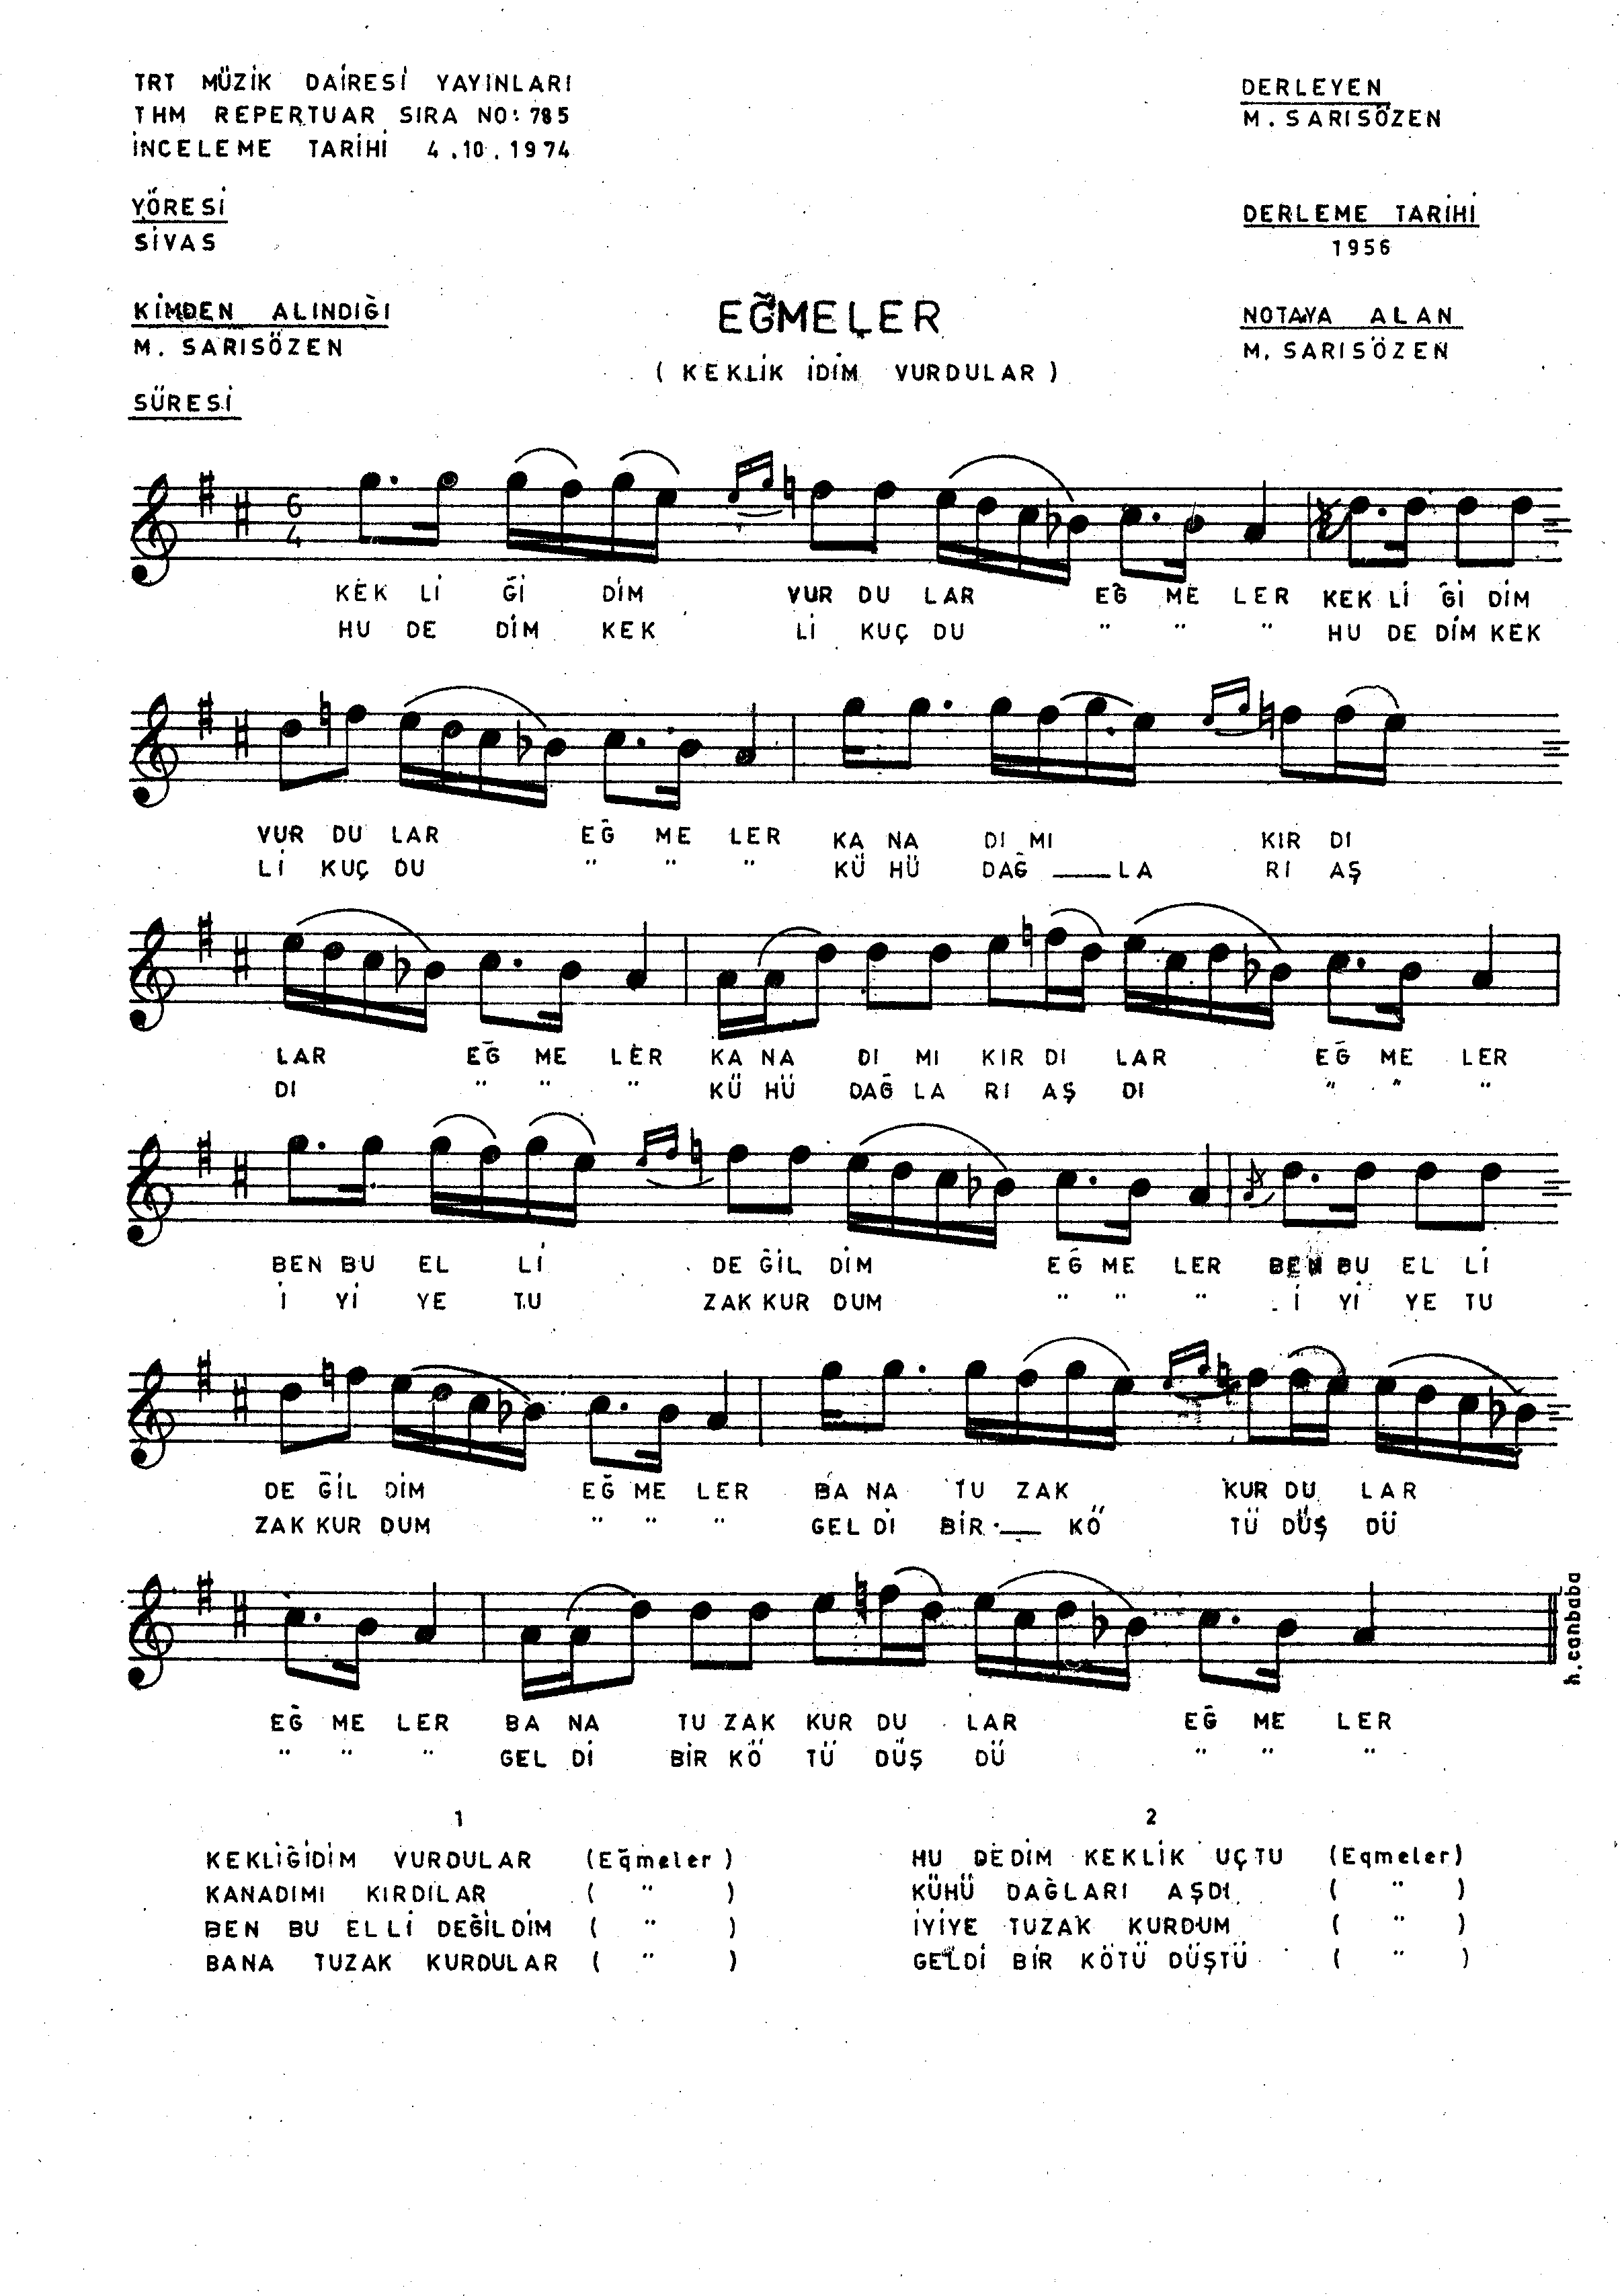 TRT MÜZİK DAİRESİ YAYINLARI
THM REPERTUAR SIRA NO: 785
İNCELEME TARİHİ 4.10.1974
DERLEYEN
M. SARISÖZEN
YÖRESİ
SİVAS
DERLEME TARİHİ
1956
KİMDEN ALINDIĞI
M. SARISÖZEN
EĞMELER
( KEKLİK İDİM VURDULAR )
NOTAYA ALAN
M. SARISÖZEN
SÜRESİ
6
4
KEK Lİ Ğİ DİM VUR DU LAR EĞ ME LER KEK Lİ Ğİ DİM
HU DE DİM KEK Lİ KUÇ DU " " " HU DE DİM KEK
VUR DU LAR EĞ ME LER KA NA DI MI KIR DI
Lİ KUÇ DU " " " KÜ HÜ DAĞ ___ LA RI AŞ
LAR EĞ ME LER KA NA DI MI KIR DI LAR EĞ ME LER
DI " " " KÜ HÜ DAĞ LA RI AŞ DI " " "
BEN BU EL Lİ DE ĞİL DİM EĞ ME LER BEN BU EL Lİ
İ Yİ YE TU ZAK KUR DUM " " " İ Yİ YE TU
DE ĞİL DİM EĞ ME LER BA NA TU ZAK KUR DU LAR
ZAK KUR DUM " " " GEL Dİ BİR ___ KÖ TÜ DÜŞ DÜ
h.canbaba
EĞ ME LER BA NA TU ZAK KUR DU LAR EĞ ME LER
" " " GEL Dİ BİR KÖ TÜ DÜŞ DÜ " " "
1
KEKLİĞİDİM VURDULAR (Eğmeler)
KANADIMI KIRDILAR ( " )
BEN BU ELLİ DEĞİLDİM ( " )
BANA TUZAK KURDULAR ( " )
2
HU DEDİM KEKLİK UÇTU (Eqmeler)
KÜHÜ DAĞLARI AŞDI ( " )
İYİYE TUZAK KURDUM ( " )
GELDİ BİR KÖTÜ DÜŞTÜ ( " )